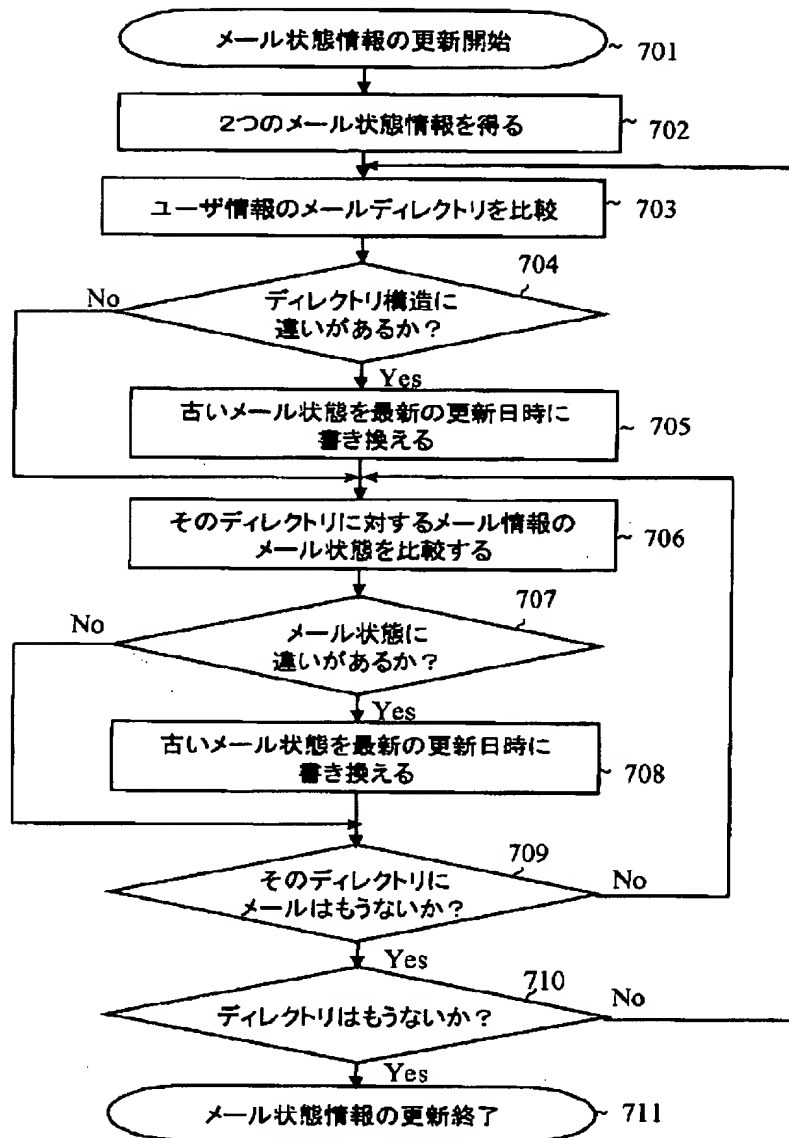 メール状態情報の更新開始
701
2つのメール状態情報を得る
702
ユーザ情報のメールディレクトリを比較
703
704
No
ディレクトリ構造に
違いがあるか？
Yes
古いメール状態を最新の更新日時に
書き換える
705
そのディレクトリに対するメール情報の
メール状態を比較する
706
707
No
メール状態に
違いがあるか？
Yes
古いメール状態を最新の更新日時に
書き換える
708
709
そのディレクトリに
メールはもうないか？
No
Yes
710
ディレクトリはもうないか？
No
Yes
メール状態情報の更新終了
711